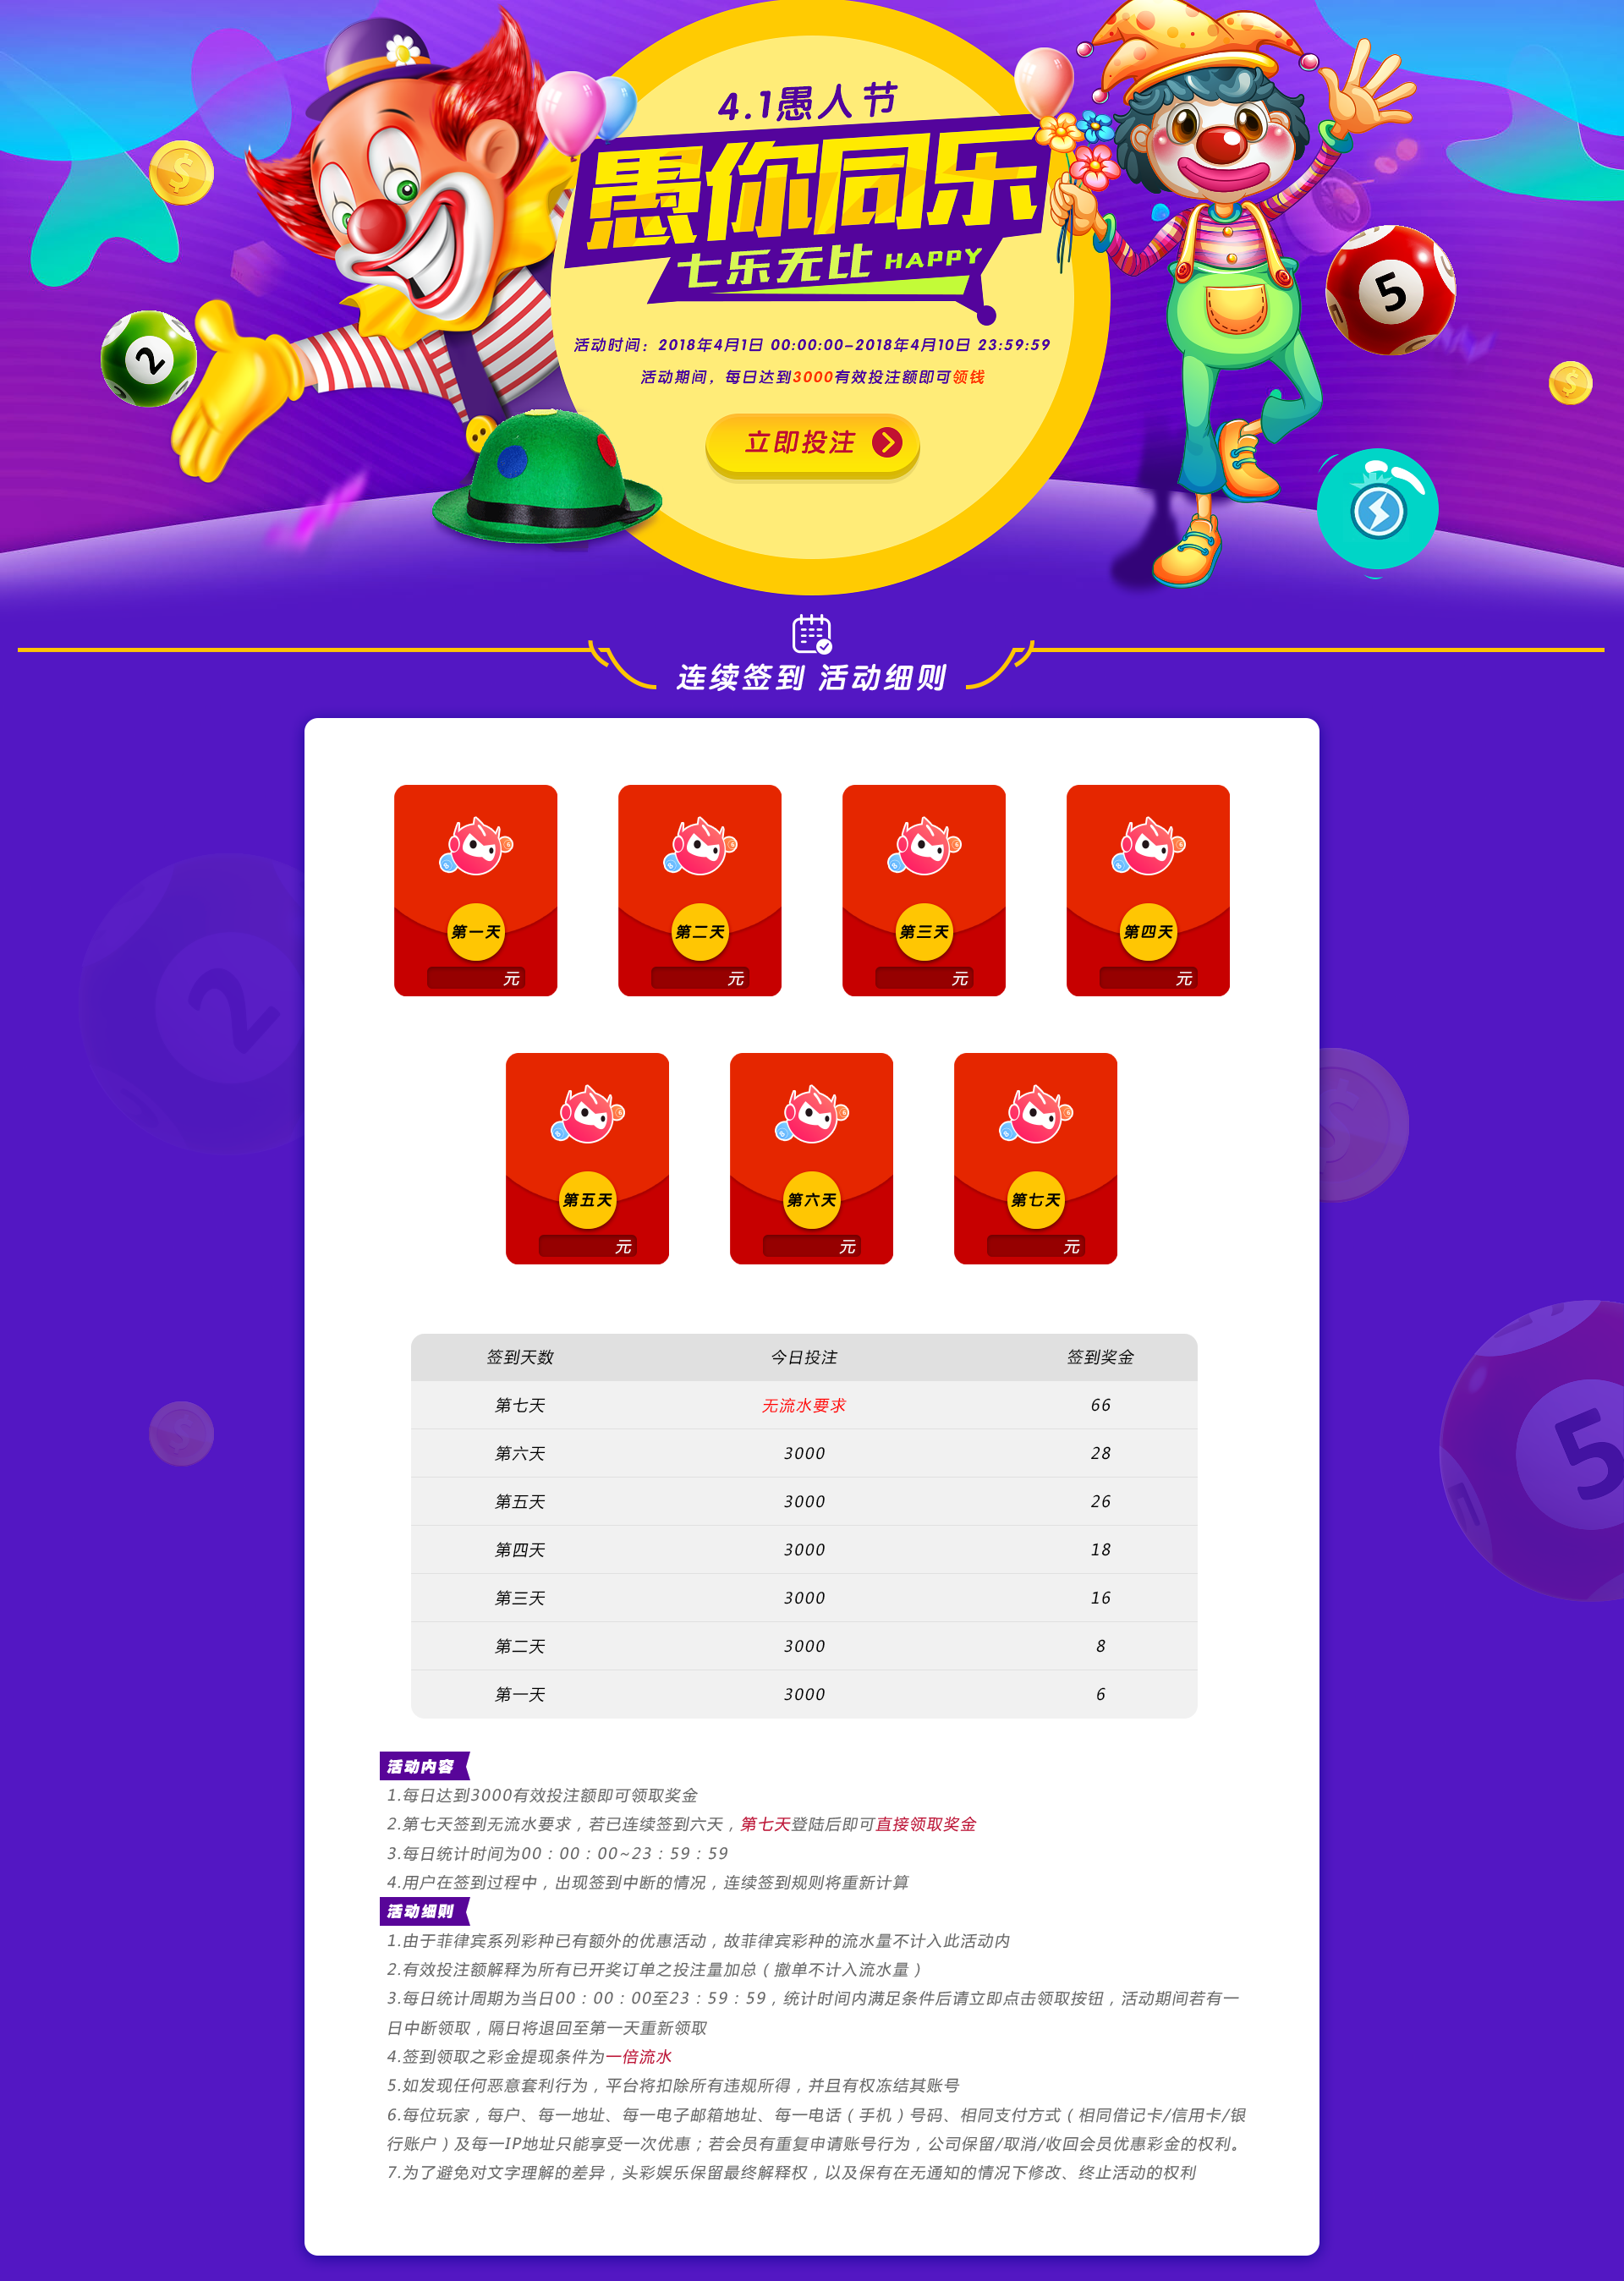 4.1愚人节
愚你同乐
七乐无比 HAPPY
活动时间：2018年4月1日 00:00:00-2018年4月10日 23:59:59
活动期间，每日达到3000有效投注额即可领钱
立即投注
2
5
连续签到 活动细则
第一天 第二天 第三天 第四天
元 元 元 元
第五天 第六天 第七天
元 元 元
2
5
签到天数 今日投注 签到奖金
第七天 无流水要求 66
第六天 3000 28
第五天 3000 26
第四天 3000 18
第三天 3000 16
第二天 3000 8
第一天 3000 6
活动内容
1.每日达到3000有效投注额即可领取奖金
2.第七天签到无流水要求，若已连续签到六天，第七天登陆后即可直接领取奖金
3.每日统计时间为00：00：00~23：59：59
4.用户在签到过程中，出现签到中断的情况，连续签到规则将重新计算
活动细则
1.由于菲律宾系列彩种已有额外的优惠活动，故菲律宾彩种的流水量不计入此活动内
2.有效投注额解释为所有已开奖订单之投注量加总（撤单不计入流水量）
3.每日统计周期为当日00：00：00至23：59：59，统计时间内满足条件后请立即点击领取按钮，活动期间若有一
日中断领取，隔日将退回至第一天重新领取
4.签到领取之彩金提现条件为一倍流水
5.如发现任何恶意套利行为，平台将扣除所有违规所得，并且有权冻结其账号
6.每位玩家，每户、每一地址、每一电子邮箱地址、每一电话（手机）号码、相同支付方式（相同借记卡/信用卡/银
行账户）及每一IP地址只能享受一次优惠；若会员有重复申请账号行为，公司保留/取消/收回会员优惠彩金的权利。
7.为了避免对文字理解的差异，头彩娱乐保留最终解释权，以及保有在无通知的情况下修改、终止活动的权利